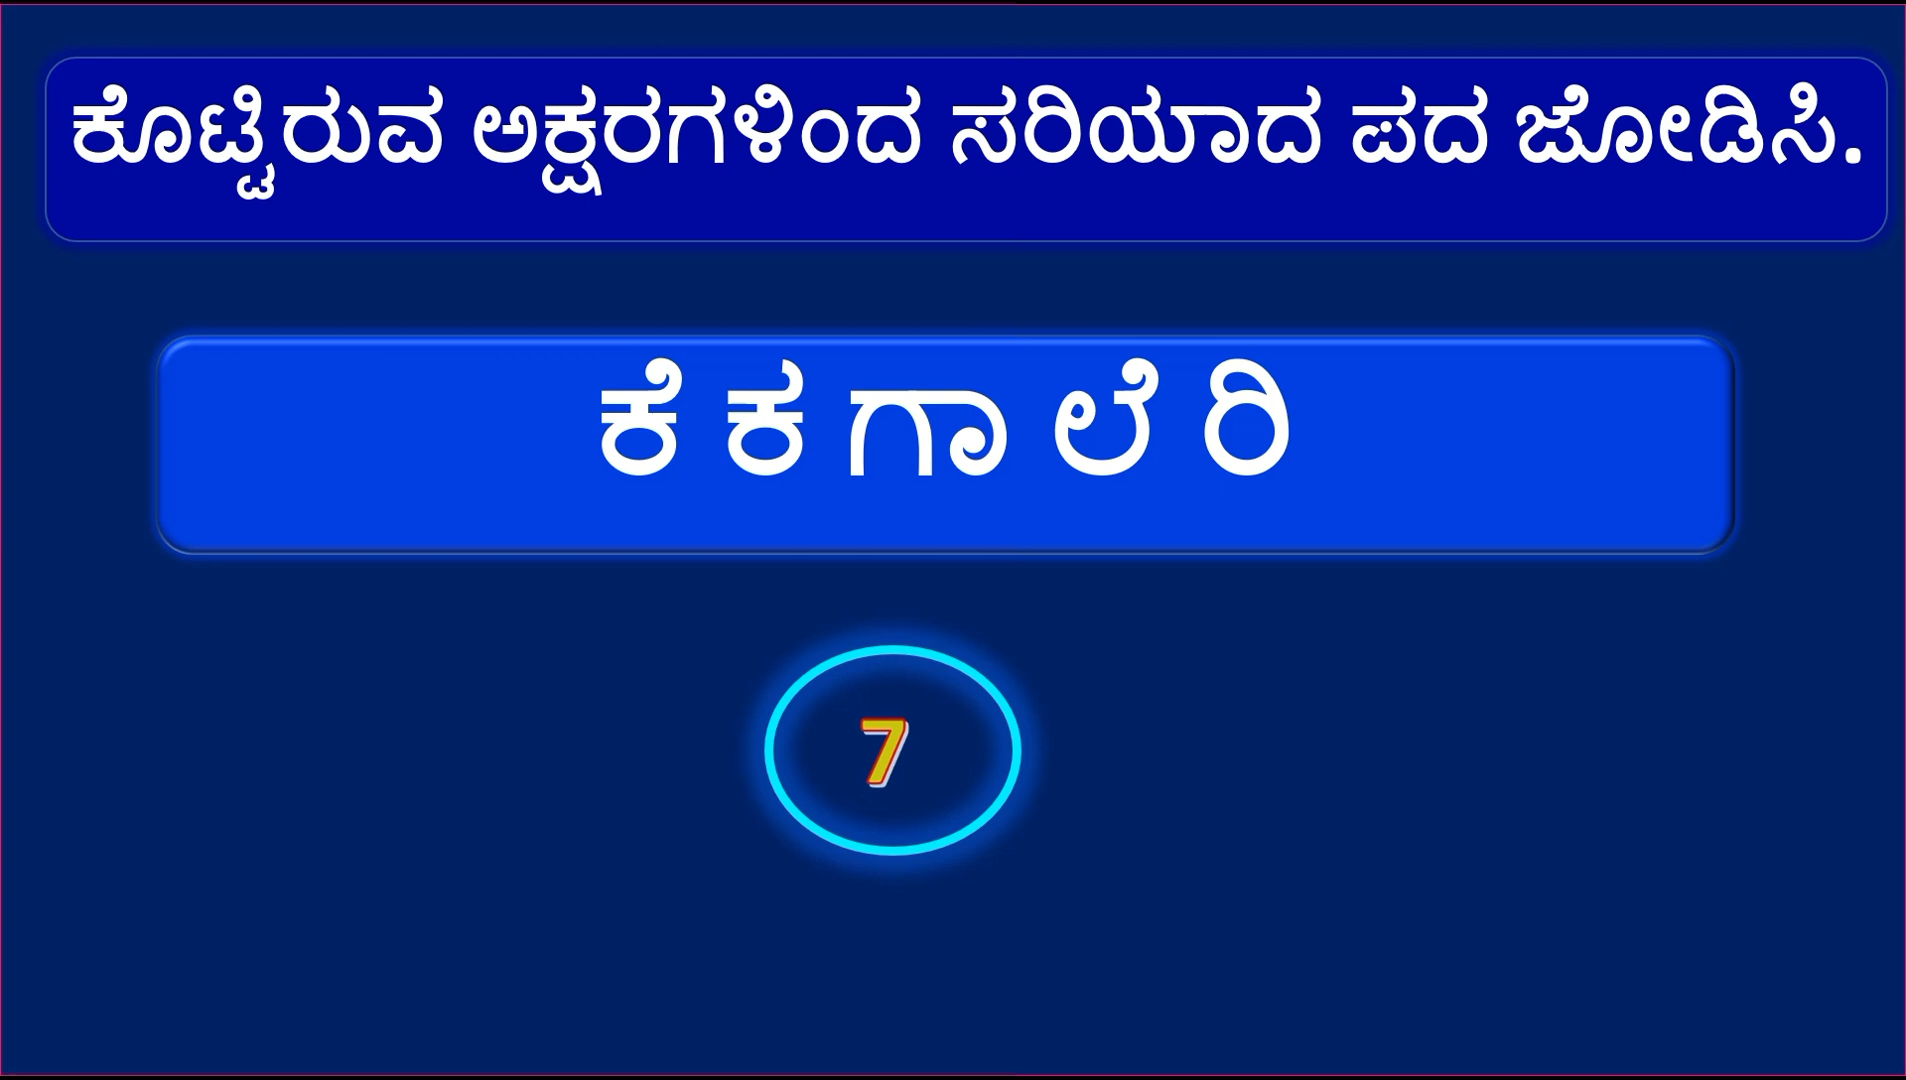 ಕೊಟ್ಟಿರುವ ಅಕ್ಷರಗಳಿಂದ ಸರಿಯಾದ ಪದ ಜೋಡಿಸಿ.
ಕೆ ಕ ಗಾ ಲೆ ರಿ
7